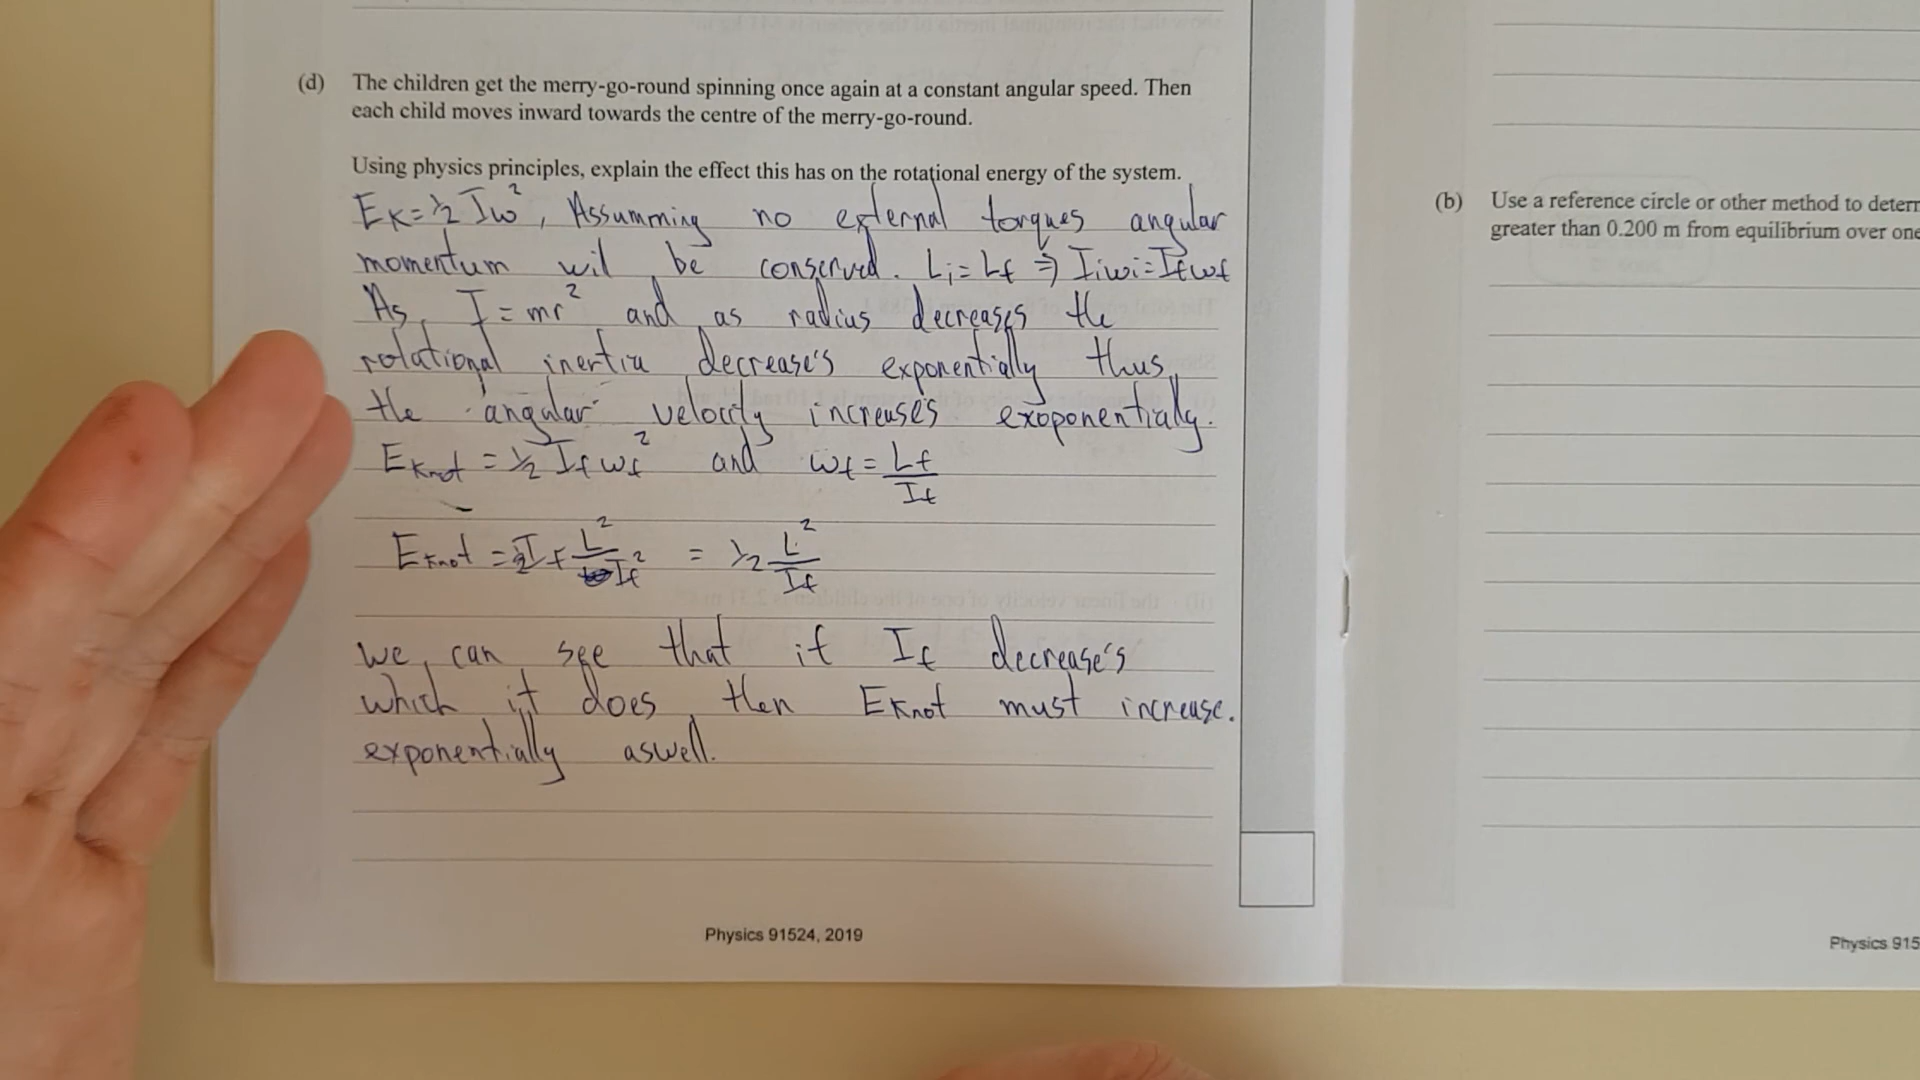 (d) The children get the merry-go-round spinning once again at a constant angular speed. Then
each child moves inward towards the centre of the merry-go-round.
Using physics principles, explain the effect this has on the rotational energy of the system.
EK=½Iω², Assumming no external torques angular
momentum wil be conserved. Li=Lf ⇒ Iiωi=Ifωf
As I=mr² and as radius decreases the
rotational inertia decrease's exponentially thus
the angular velocity increase's exoponentialy.
EKrot = ½ If ωf² and ωf = Lf/If
EKrot = ½If L²/If² = ½ L²/If
we can see that if If decrease's
which it does then EKrot must increase.
exponentially aswell.
Physics 91524, 2019
(b) Use a reference circle or other method to deter
greater than 0.200 m from equilibrium over one
Physics 915